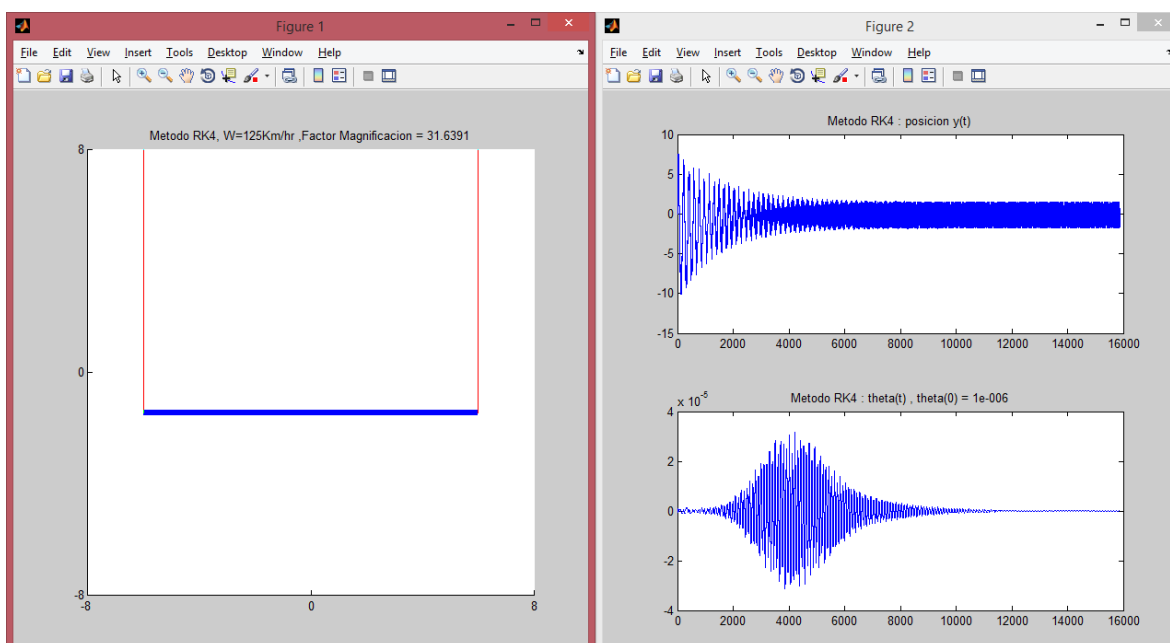 Figure 1
File Edit View Insert Tools Desktop Window Help
Metodo RK4, W=125Km/hr ,Factor Magnificacion = 31.6391
8
0
-8
-8 0 8
Figure 2
File Edit View Insert Tools Desktop Window Help
Metodo RK4 : posicion y(t)
10
5
0
-5
-10
-15
0 2000 4000 6000 8000 10000 12000 14000 16000
x 10^-5
Metodo RK4 : theta(t) , theta(0) = 1e-006
4
2
0
-2
-4
0 2000 4000 6000 8000 10000 12000 14000 16000